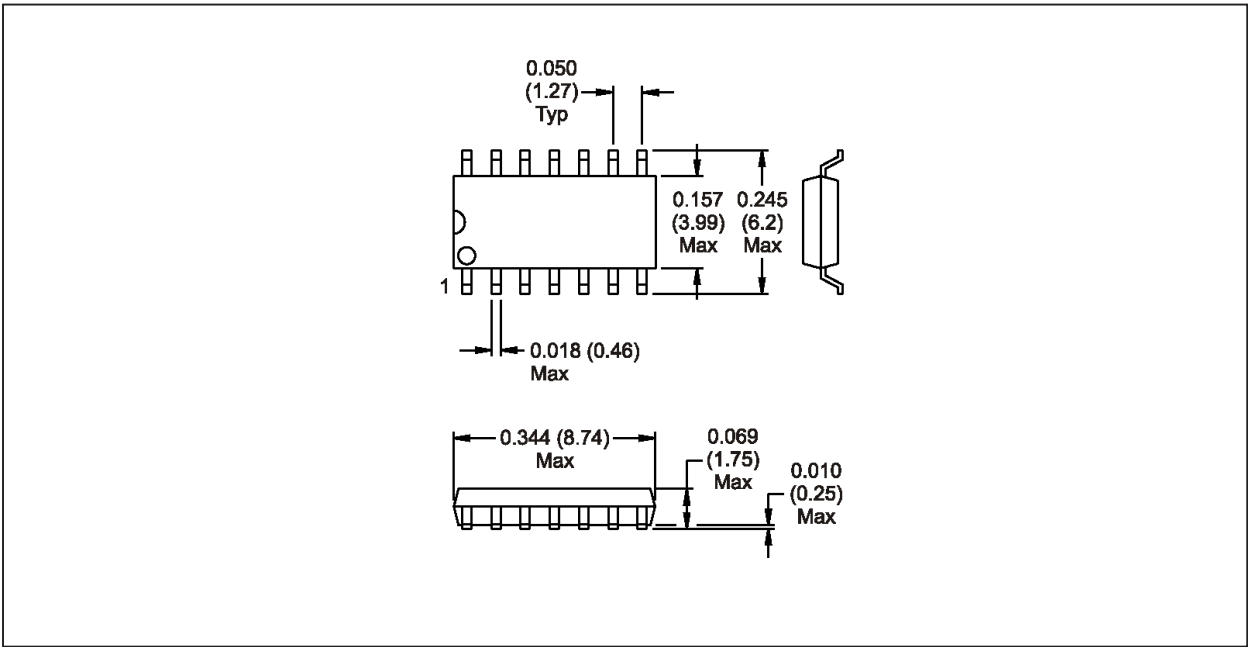 0.050
(1.27)
Typ
0.157
(3.99)
Max
0.245
(6.2)
Max
1
0.018 (0.46)
Max
0.344 (8.74)
Max
0.069
(1.75)
Max
0.010
(0.25)
Max